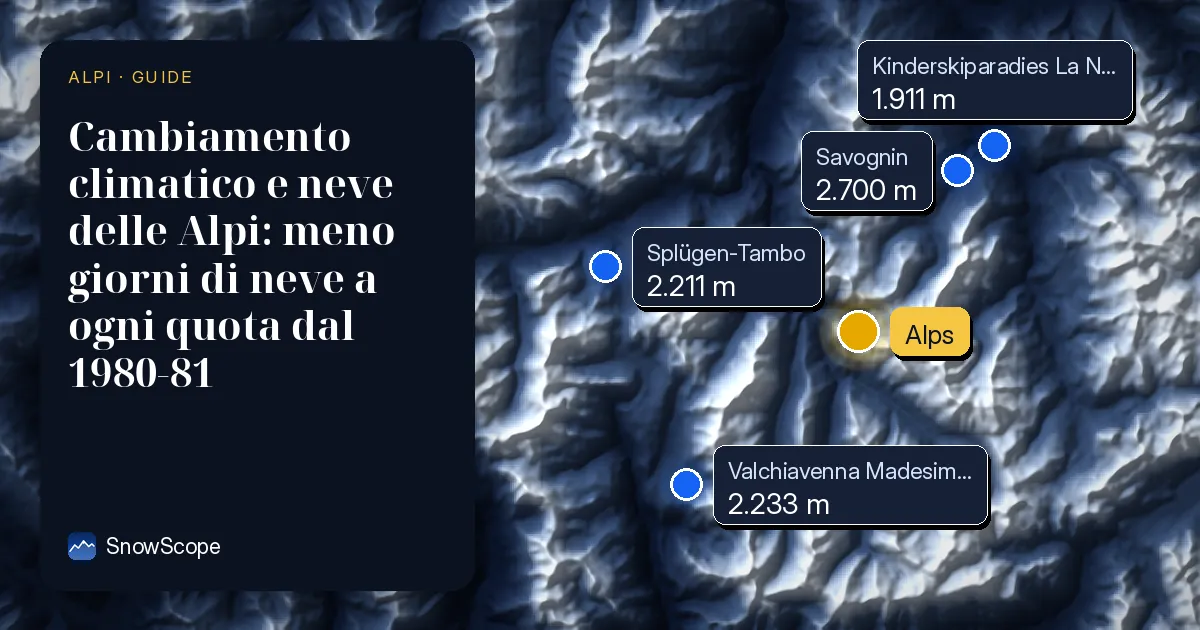 ALPI · GUIDE
Cambiamento
climatico e neve
delle Alpi: meno
giorni di neve a
ogni quota dal
1980-81
SnowScope
Kinderskiparadies La N...
1.911 m
Savognin
2.700 m
Splügen-Tambo
2.211 m
Alps
Valchiavenna Madesim...
2.233 m